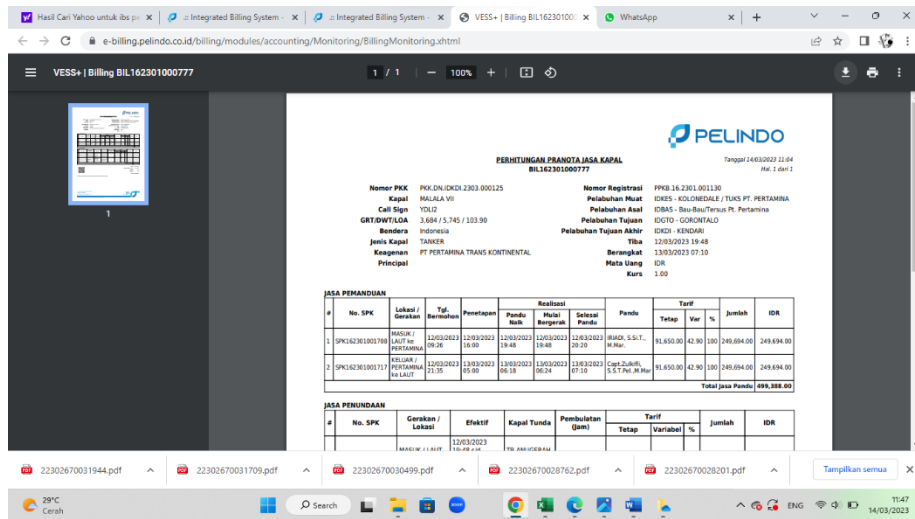 Hasil Cari Yahoo untuk ibs pe
.:: Integrated Billing System -
.:: Integrated Billing System -
VESS+ | Billing BIL162301000
WhatsApp
e-billing.pelindo.co.id/billing/modules/accounting/Monitoring/BillingMonitoring.xhtml
VESS+ | Billing BIL162301000777
1 / 1
100%
1
PELINDO
PERHITUNGAN PRANOTA JASA KAPAL
BIL162301000777
Tanggal 14/03/2023 11:04
Hal. 1 dari 1
Nomor PKK PKK.DN.IDKDI.2303.000125
Nomor Registrasi PPKB.16.2301.001130
Kapal MALALA VII
Pelabuhan Muat IDKES - KOLONEDALE / TUKS PT. PERTAMINA
Call Sign YDLI2
Pelabuhan Asal IDBAS - Bau-Bau/Tersus Pt. Pertamina
GRT/DWT/LOA 3,684 / 5,745 / 103.90
Pelabuhan Tujuan IDGTO - GORONTALO
Bendera Indonesia
Pelabuhan Tujuan Akhir IDKDI - KENDARI
Jenis Kapal TANKER
Tiba 12/03/2023 19:48
Keagenan PT PERTAMINA TRANS KONTINENTAL
Berangkat 13/03/2023 07:10
Principal
Mata Uang IDR
Kurs 1.00
JASA PEMANDUAN
# No. SPK Lokasi / Gerakan Tgl. Bermohon Penetapan Realisasi Pandu Naik Mulai Bergerak Selesai Pandu Pandu Tarif Tetap Var % Jumlah IDR
1 SPK162301001708 MASUK / LAUT ke PERTAMINA 12/03/2023 09:26 12/03/2023 16:00 12/03/2023 19:48 12/03/2023 19:48 12/03/2023 20:20 IRIADI, S.Si.T., M.Mar. 91,650.00 42.90 100 249,694.00 249,694.00
2 SPK162301001717 KELUAR / PERTAMINA ke LAUT 12/03/2023 21:35 13/03/2023 05:00 13/03/2023 06:18 13/03/2023 06:24 13/03/2023 07:10 Capt.Zulkifli, S.S.T.Pel.,M.Mar 91,650.00 42.90 100 249,694.00 249,694.00
Total Jasa Pandu 499,388.00
JASA PENUNDAAN
# No. SPK Gerakan / Lokasi Efektif Kapal Tunda Pembulatan (Jam) Tarif Tetap Variabel % Jumlah IDR
12/03/2023
22302670031944.pdf
22302670031709.pdf
22302670030499.pdf
22302670028762.pdf
22302670028201.pdf
Tampilkan semua
29°C
Cerah
Search
ENG
11:47
14/03/2023